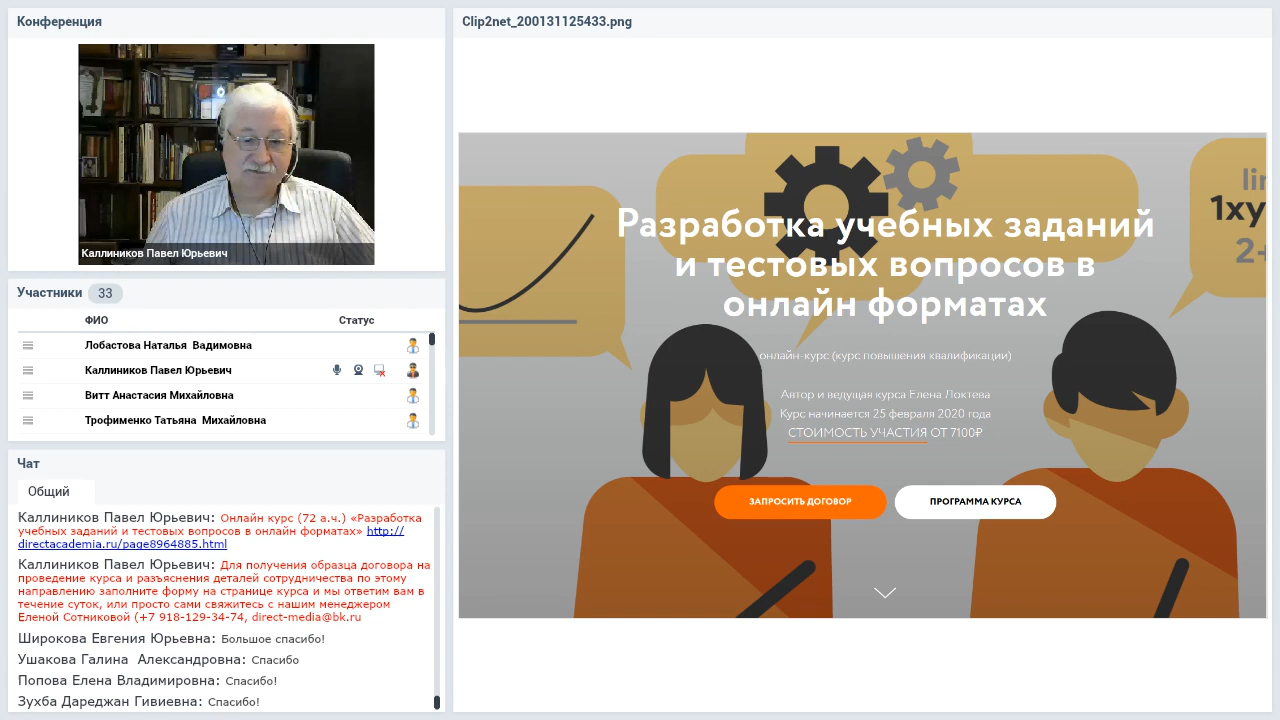 Конференция
Каллиников Павел Юрьевич
Участники 33
ФИО Статус
Лобастова Наталья Вадимовна
Каллиников Павел Юрьевич
Витт Анастасия Михайловна
Трофименко Татьяна Михайловна
Чат
Общий
Каллиников Павел Юрьевич: Онлайн курс (72 а.ч.) «Разработка
учебных заданий и тестовых вопросов в онлайн форматах» http://
directacademia.ru/page8964885.html
Каллиников Павел Юрьевич: Для получения образца договора на
проведение курса и разъяснения деталей сотрудничества по этому
направлению заполните форму на странице курса и мы ответим вам в
течение суток, или просто сами свяжитесь с нашим менеджером
Еленой Сотниковой (+7 918-129-34-74, direct-media@bk.ru
Широкова Евгения Юрьевна: Большое спасибо!
Ушакова Галина Александровна: Спасибо
Попова Елена Владимировна: Спасибо!
Зухба Дареджан Гивиевна: Спасибо!
Clip2net_200131125433.png
lin
1xy
2+
Разработка учебных заданий
и тестовых вопросов в
онлайн форматах
онлайн-курс (курс повышения квалификации)
Автор и ведущая курса Елена Локтева
Курс начинается 25 февраля 2020 года
СТОИМОСТЬ УЧАСТИЯ ОТ 7100₽
ЗАПРОСИТЬ ДОГОВОР
ПРОГРАММА КУРСА